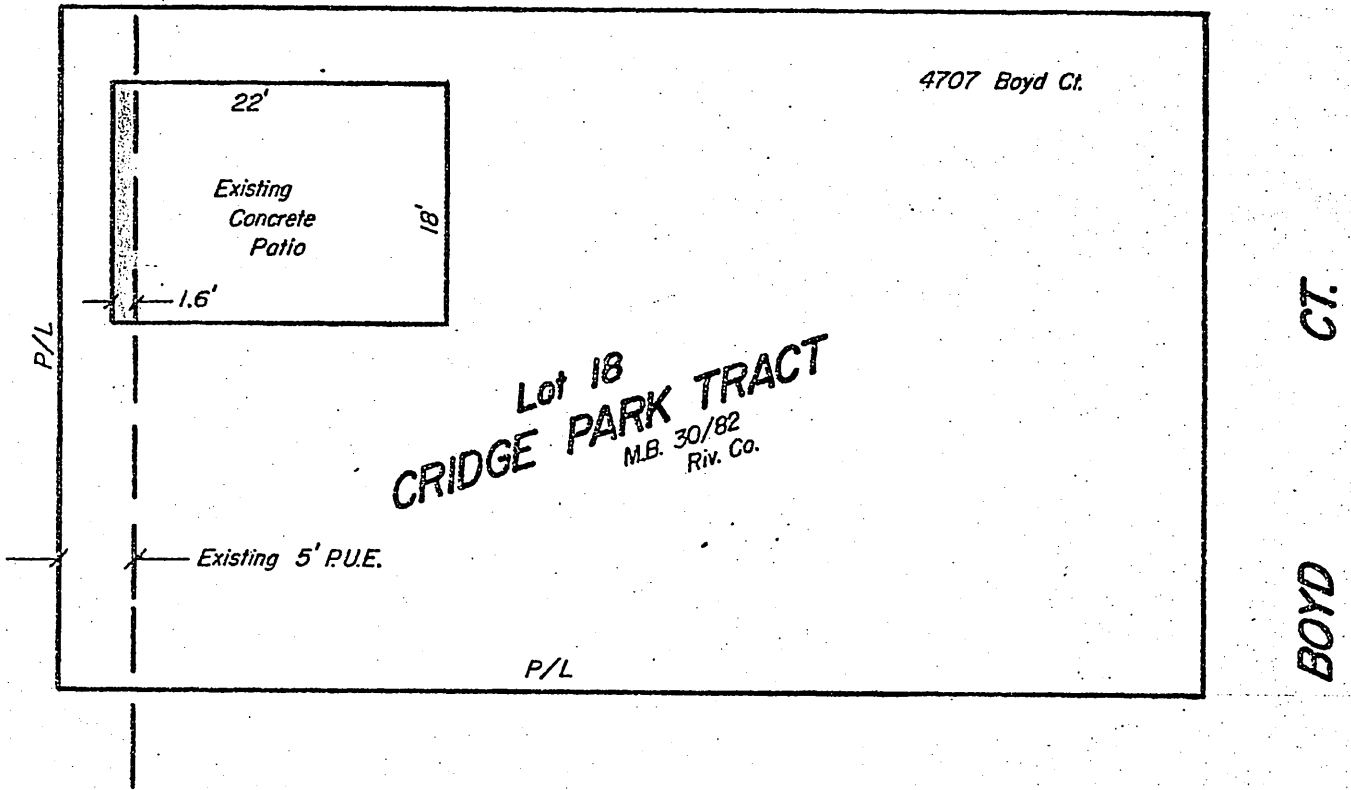 4707 Boyd Ct.
22'
Existing
Concrete
Patio
18'
1.6'
P/L
Lot 18
CRIDGE PARK TRACT
M.B. 30/82
Riv. Co.
Existing 5' P.U.E.
P/L
BOYD CT.